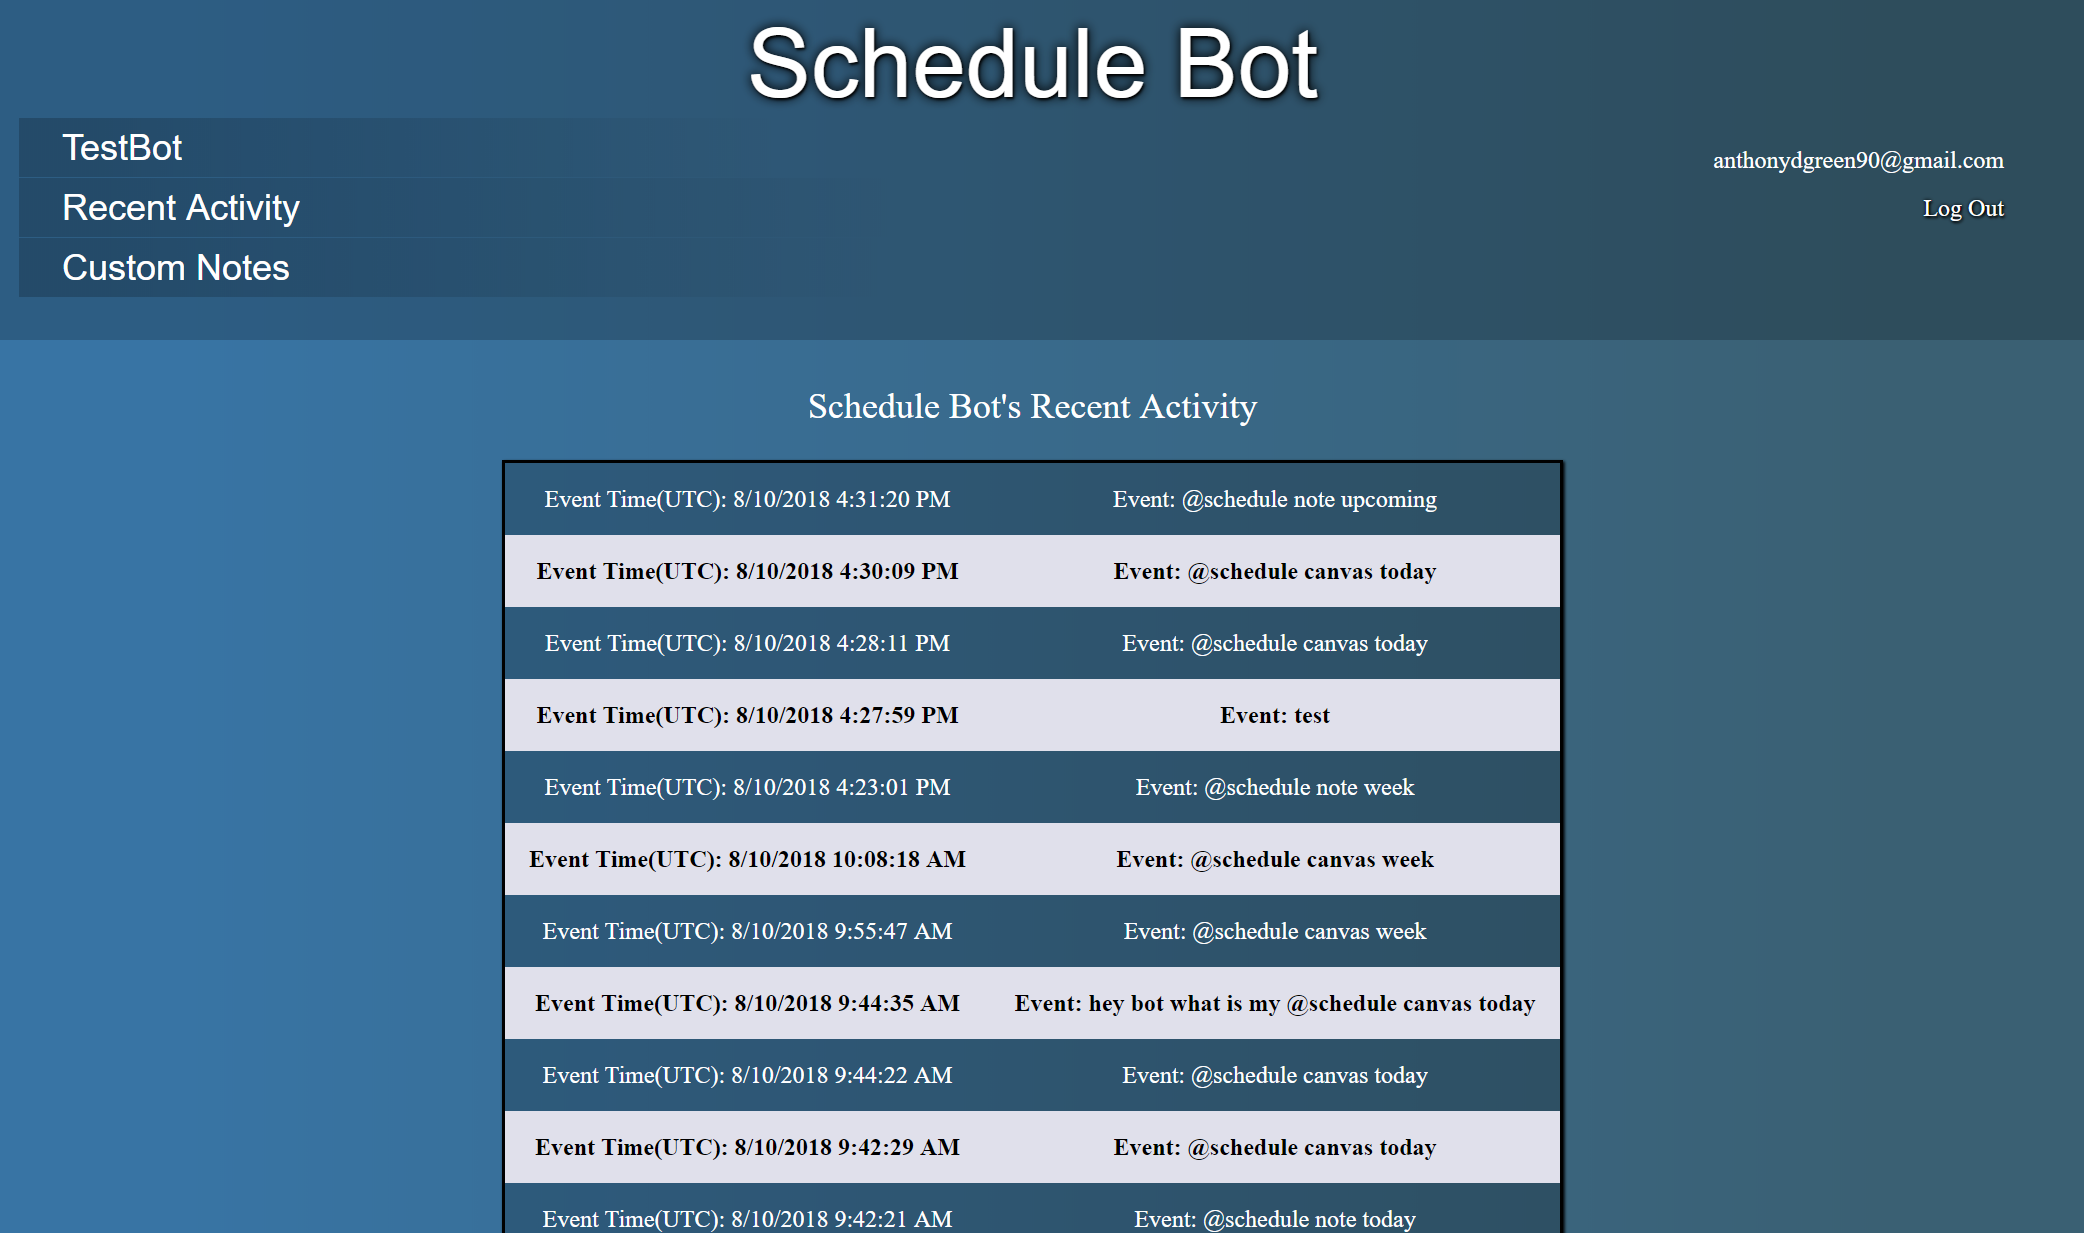 Schedule Bot
TestBot
Recent Activity
Custom Notes
anthonydgreen90@gmail.com
Log Out
Schedule Bot's Recent Activity
Event Time(UTC): 8/10/2018 4:31:20 PM Event: @schedule note upcoming
Event Time(UTC): 8/10/2018 4:30:09 PM Event: @schedule canvas today
Event Time(UTC): 8/10/2018 4:28:11 PM Event: @schedule canvas today
Event Time(UTC): 8/10/2018 4:27:59 PM Event: test
Event Time(UTC): 8/10/2018 4:23:01 PM Event: @schedule note week
Event Time(UTC): 8/10/2018 10:08:18 AM Event: @schedule canvas week
Event Time(UTC): 8/10/2018 9:55:47 AM Event: @schedule canvas week
Event Time(UTC): 8/10/2018 9:44:35 AM Event: hey bot what is my @schedule canvas today
Event Time(UTC): 8/10/2018 9:44:22 AM Event: @schedule canvas today
Event Time(UTC): 8/10/2018 9:42:29 AM Event: @schedule canvas today
Event Time(UTC): 8/10/2018 9:42:21 AM Event: @schedule note today